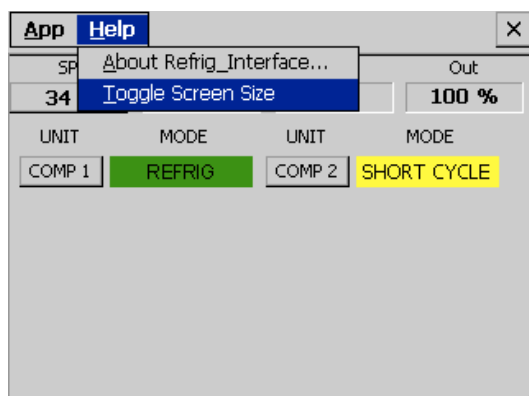 App Help ×
About Refrig_Interface...
Toggle Screen Size
SP Out
34 100 %
UNIT MODE UNIT MODE
COMP 1 REFRIG COMP 2 SHORT CYCLE